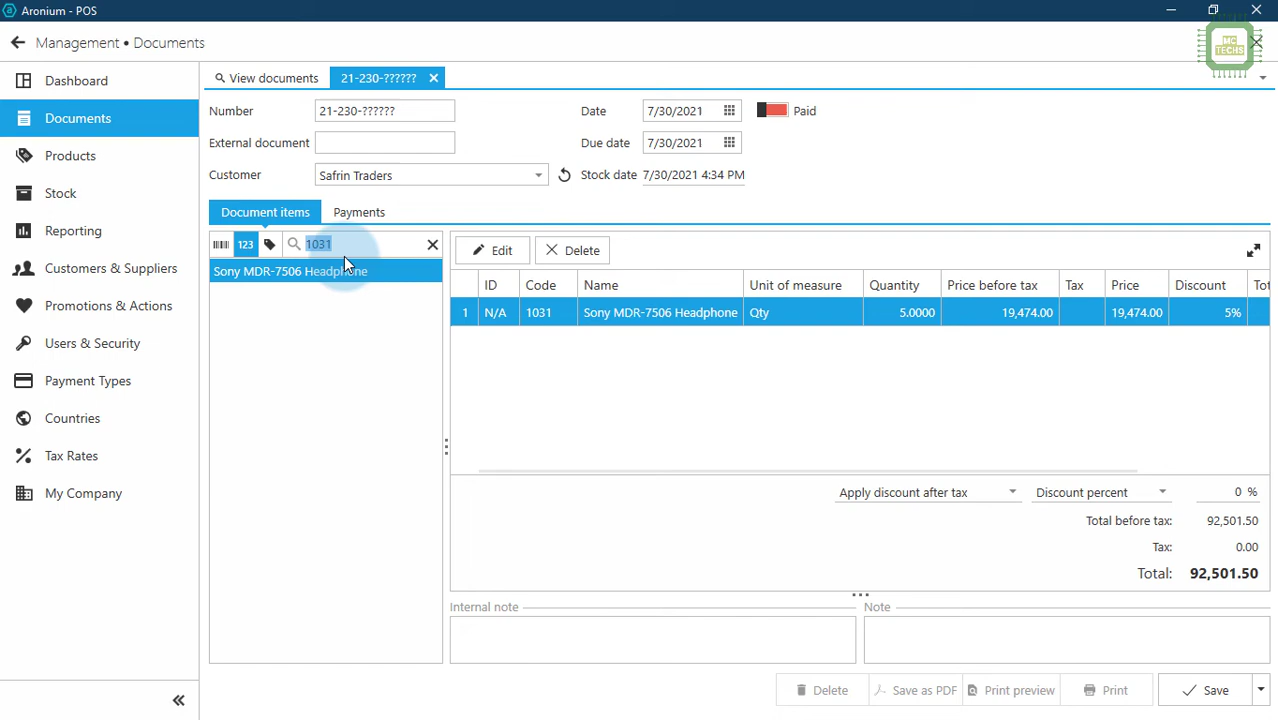 Aronium - POS
Management • Documents
MC
TECHS
Dashboard
Documents
Products
Stock
Reporting
Customers & Suppliers
Promotions & Actions
Users & Security
Payment Types
Countries
Tax Rates
My Company
View documents
21-230-??????
Number 21-230-??????
Date 7/30/2021 Paid
External document
Due date 7/30/2021
Customer Safrin Traders
Stock date 7/30/2021 4:34 PM
Document items Payments
123 1031
Sony MDR-7506 Headphone
Edit Delete
ID Code Name Unit of measure Quantity Price before tax Tax Price Discount Tot
1 N/A 1031 Sony MDR-7506 Headphone Qty 5.0000 19,474.00 19,474.00 5%
Apply discount after tax Discount percent 0 %
Total before tax: 92,501.50
Tax: 0.00
Total: 92,501.50
Internal note Note
Delete Save as PDF Print preview Print Save